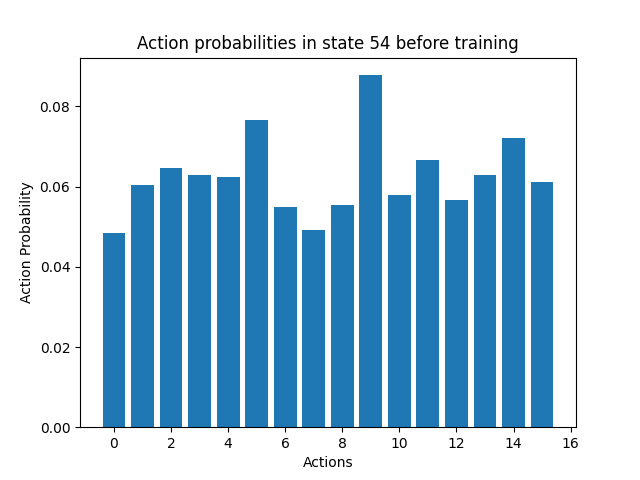 Action probabilities in state 54 before training
0.08
0.06
0.04
0.02
0.00
Action Probability
0 2 4 6 8 10 12 14 16
Actions